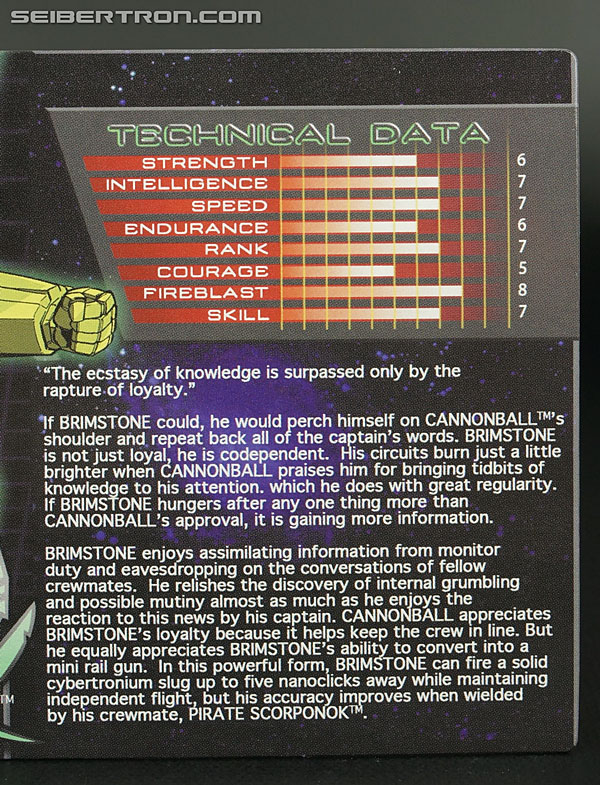 SEIBERTRON.COM
TECHNICAL DATA
STRENGTH 6
INTELLIGENCE 7
SPEED 7
ENDURANCE 6
RANK 7
COURAGE 5
FIREBLAST 8
SKILL 7
“The ecstasy of knowledge is surpassed only by the
rapture of loyalty.”
If BRIMSTONE could, he would perch himself on CANNONBALL™’s
shoulder and repeat back all of the captain’s words. BRIMSTONE
is not just loyal, he is codependent. His circuits burn just a little
brighter when CANNONBALL praises him for bringing tidbits of
knowledge to his attention. which he does with great regularity.
If BRIMSTONE hungers after any one thing more than
CANNONBALL’s approval, it is gaining more information.
BRIMSTONE enjoys assimilating information from monitor
duty and eavesdropping on the conversations of fellow
crewmates. He relishes the discovery of internal grumbling
and possible mutiny almost as much as he enjoys the
reaction to this news by his captain. CANNONBALL appreciates
BRIMSTONE’s loyalty because it helps keep the crew in line. But
he equally appreciates BRIMSTONE’s ability to convert into a
mini rail gun. In this powerful form, BRIMSTONE can fire a solid
cybertronium slug up to five nanoclicks away while maintaining
independent flight, but his accuracy improves when wielded
by his crewmate, PIRATE SCORPONOK™.
TM